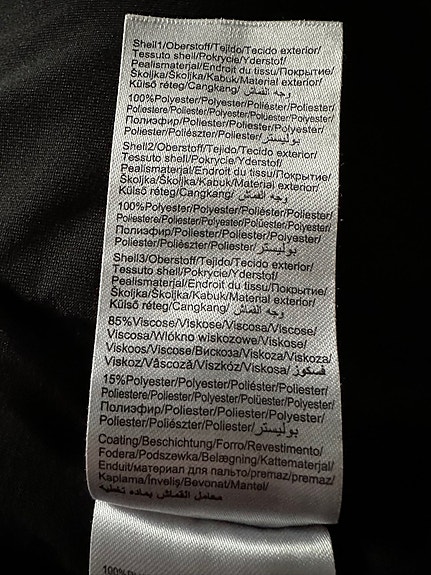 Shell1/Oberstoff/Tejido/Tecido exterior/
Tessuto shell/Pokrycie/Yderstof/
Pealismaterjal/Endroit du tissu/Покрытие/
Školjka/Školjka/Kabuk/Material exterior/
Külső réteg/Cangkang/ وجه القماش
100%Polyester/Polyester/Poliéster/Poliester/
Poliestere/Poliester/Polyester/Polüester/Polyester/
Полиэфир/Poliester/Poliester/Polyester/
Poliester/Poliészter/Poliester/بوليستر
Shell2/Oberstoff/Tejido/Tecido exterior/
Tessuto shell/Pokrycie/Yderstof/
Pealismaterjal/Endroit du tissu/Покрытие/
Školjka/Školjka/Kabuk/Material exterior/
Külső réteg/Cangkang/ وجه القماش
100%Polyester/Polyester/Poliéster/Poliester/
Poliestere/Poliester/Polyester/Polüester/Polyester/
Полиэфир/Poliester/Poliester/Polyester/
Poliester/Poliészter/Poliester/بوليستر
Shell3/Oberstoff/Tejido/Tecido exterior/
Tessuto shell/Pokrycie/Yderstof/
Pealismaterjal/Endroit du tissu/Покрытие/
Školjka/Školjka/Kabuk/Material exterior/
Külső réteg/Cangkang/ وجه القماش
85%Viscose/Viskose/Viscosa/Viscose/
Viscosa/Włókno wiskozowe/Viskose/
Viskoos/Viscose/Вискоза/Viskoza/Viskoza/
Viskoz/Vâscoză/Viszkóz/Viskosa/ فسكوز
15%Polyester/Polyester/Poliéster/Poliester/
Poliestere/Poliester/Polyester/Polüester/Polyester/
Полиэфир/Poliester/Poliester/Polyester/
Poliester/Poliészter/Poliester/بوليستر
Coating/Beschichtung/Forro/Revestimento/
Fodera/Podszewka/Belægning/Kattematerjal/
Enduit/материал для пальто/premaz/premaz/
Kaplama/Înveliș/Bevonat/Mantel/
معامل القماش بماده تغطيه